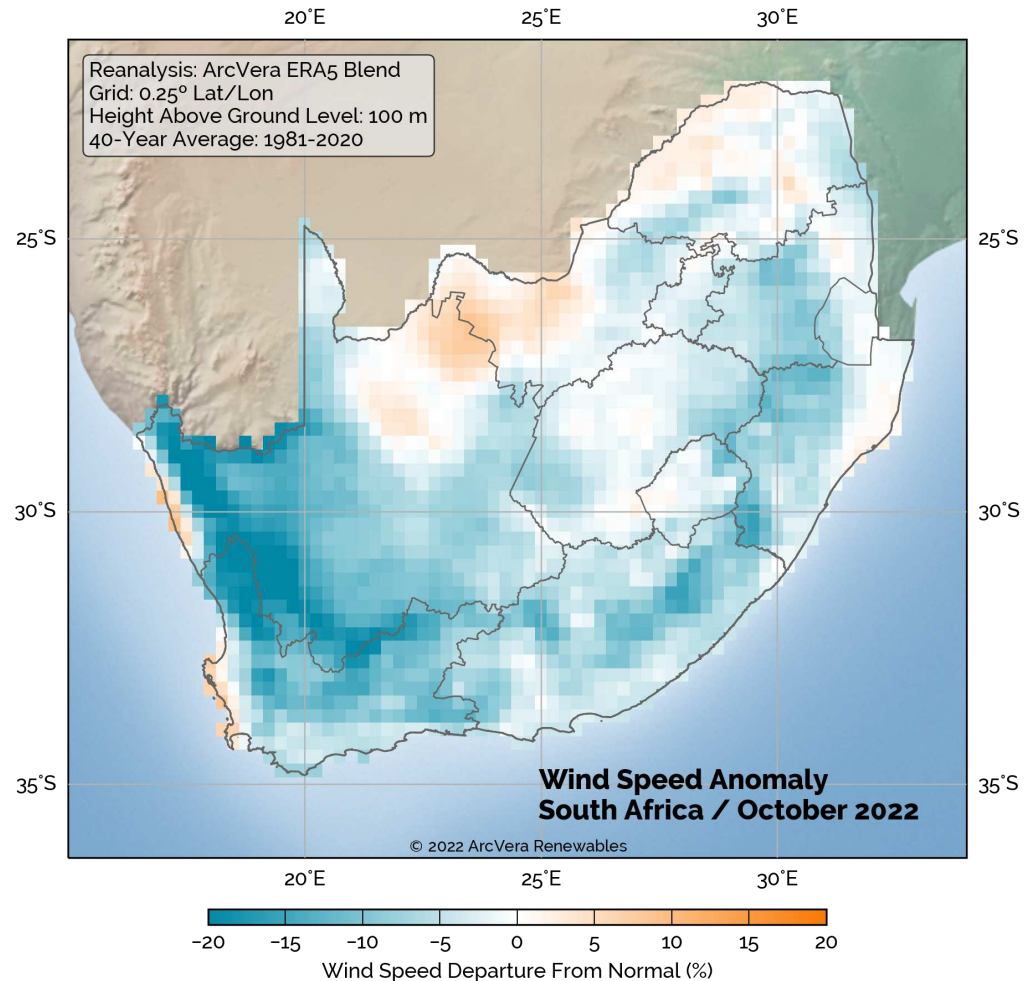 20°E 25°E 30°E
Reanalysis: ArcVera ERA5 Blend
Grid: 0.25º Lat/Lon
Height Above Ground Level: 100 m
40-Year Average: 1981-2020
25°S 25°S
30°S 30°S
35°S 35°S
Wind Speed Anomaly
South Africa / October 2022
© 2022 ArcVera Renewables
20°E 25°E 30°E
−20 −15 −10 −5 0 5 10 15 20
Wind Speed Departure From Normal (%)